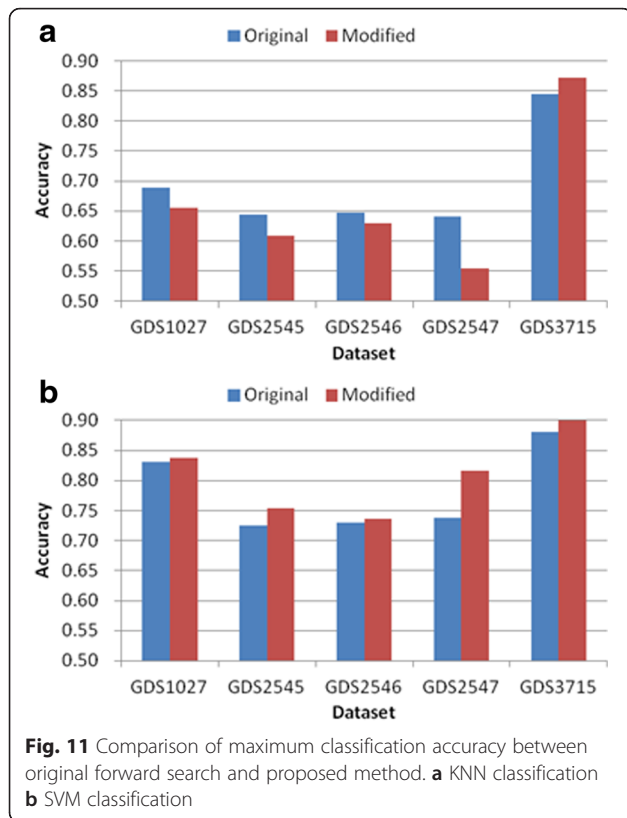 a
Original Modified
0.90
0.85
0.80
0.75
0.70
0.65
0.60
0.55
0.50
Accuracy
GDS1027 GDS2545 GDS2546 GDS2547 GDS3715
Dataset
b
Original Modified
0.90
0.85
0.80
0.75
0.70
0.65
0.60
0.55
0.50
Accuracy
GDS1027 GDS2545 GDS2546 GDS2547 GDS3715
Dataset
Fig. 11 Comparison of maximum classification accuracy between
original forward search and proposed method. a KNN classification
b SVM classification